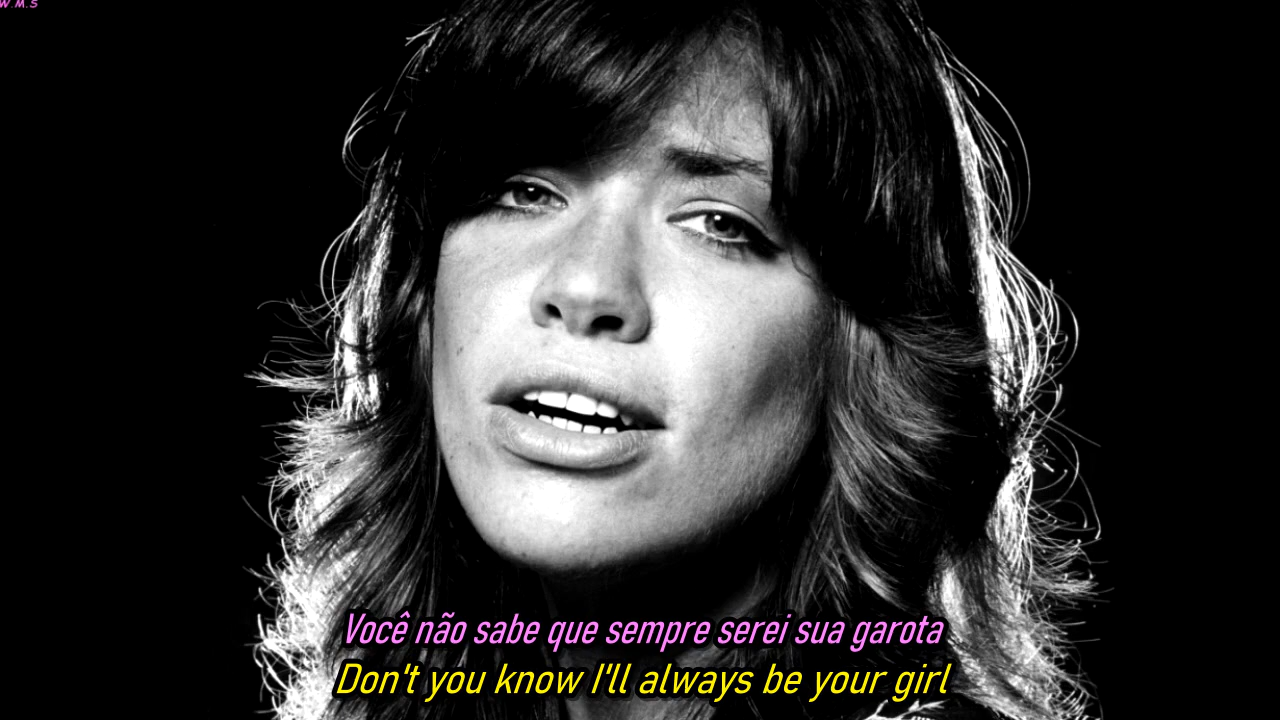 W.M.S
Você não sabe que sempre serei sua garota
Don't you know I'll always be your girl